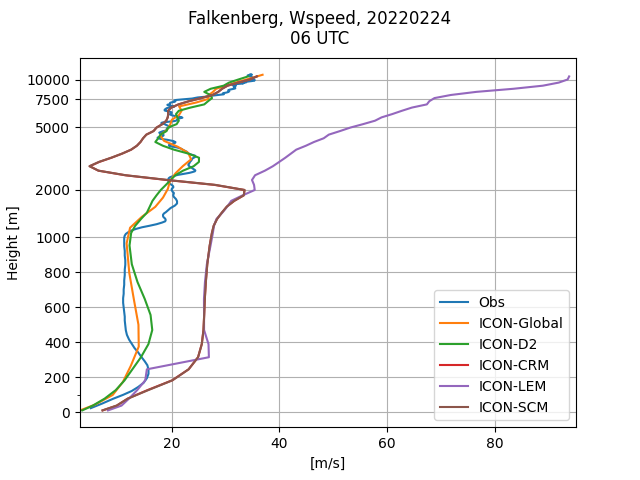 Falkenberg, Wspeed, 20220224
06 UTC
Height [m]
10000
7500
5000
2000
1000
800
600
400
200
0
20
40
60
80
[m/s]
Obs
ICON-Global
ICON-D2
ICON-CRM
ICON-LEM
ICON-SCM